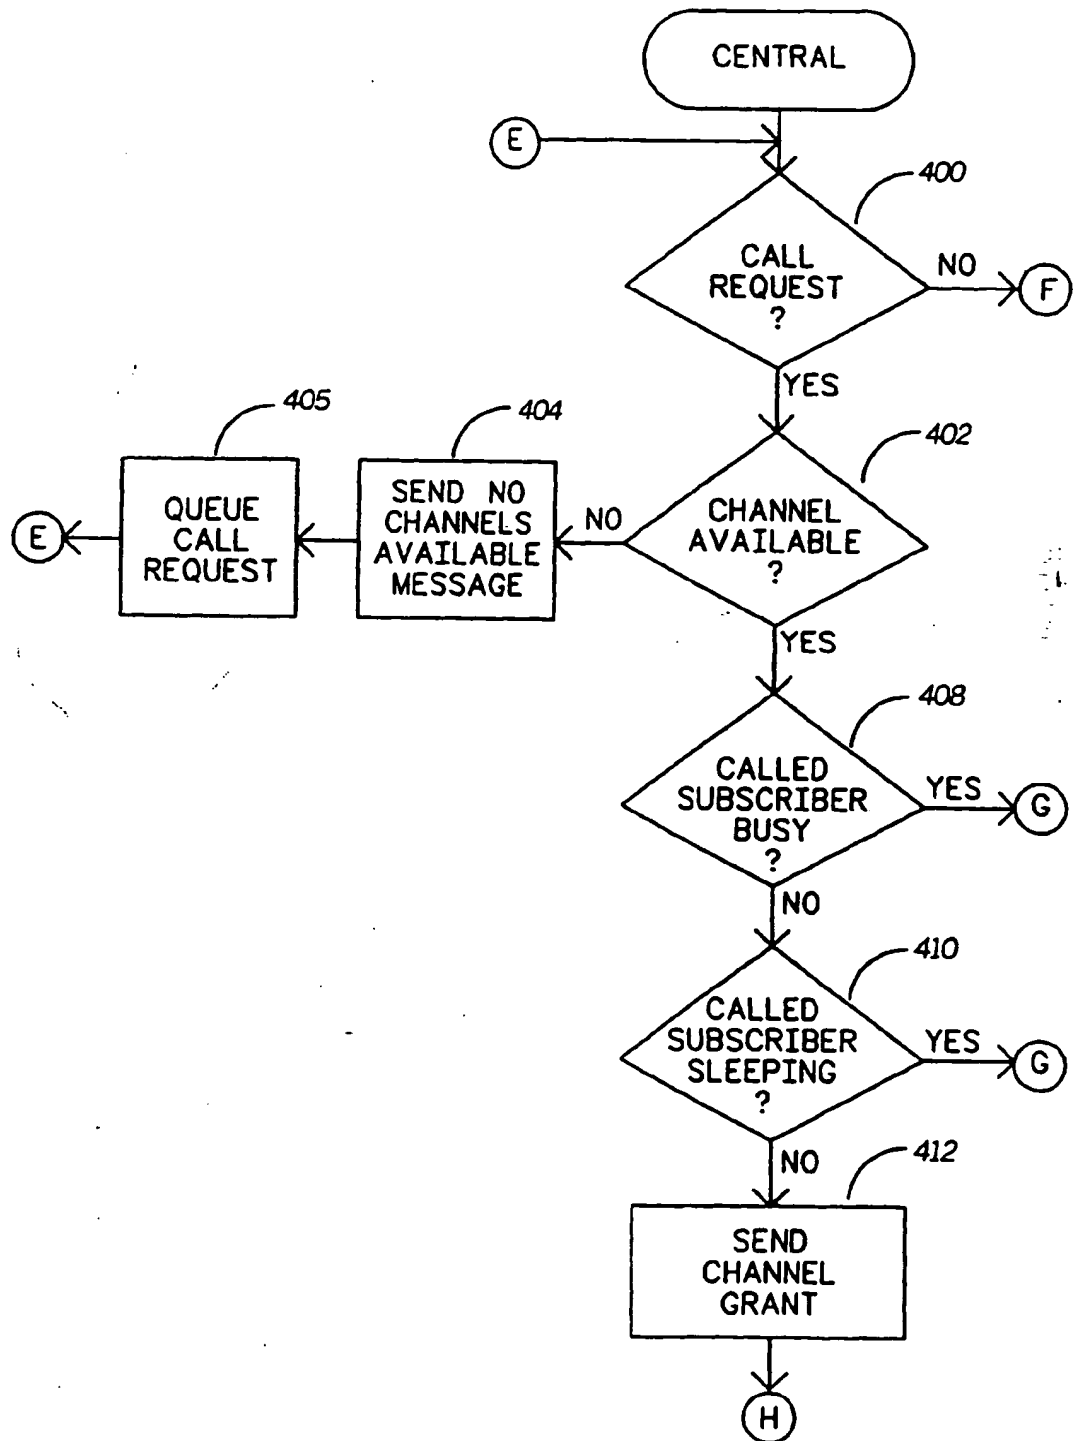 CENTRAL
E
400
CALL
REQUEST
?
NO
F
YES
405
404
402
QUEUE
CALL
REQUEST
SEND NO
CHANNELS
AVAILABLE
MESSAGE
NO
CHANNEL
AVAILABLE
?
E
YES
408
CALLED
SUBSCRIBER
BUSY
?
YES
G
NO
410
CALLED
SUBSCRIBER
SLEEPING
?
YES
G
NO
412
SEND
CHANNEL
GRANT
H